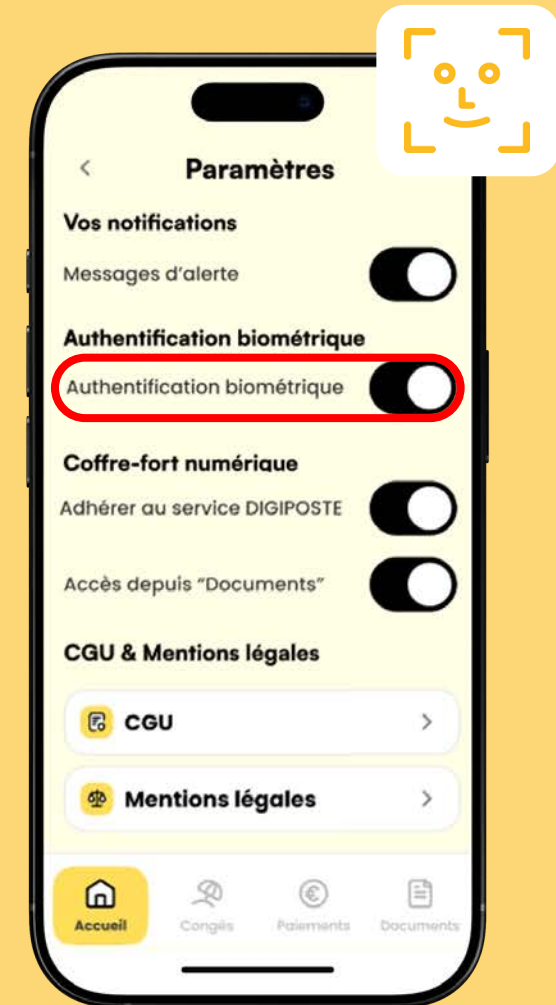 Paramètres
Vos notifications
Messages d’alerte
Authentification biométrique
Authentification biométrique
Coffre-fort numérique
Adhérer au service DIGIPOSTE
Accès depuis “Documents”
CGU & Mentions légales
CGU
Mentions légales
Accueil Congés Paiements Documents